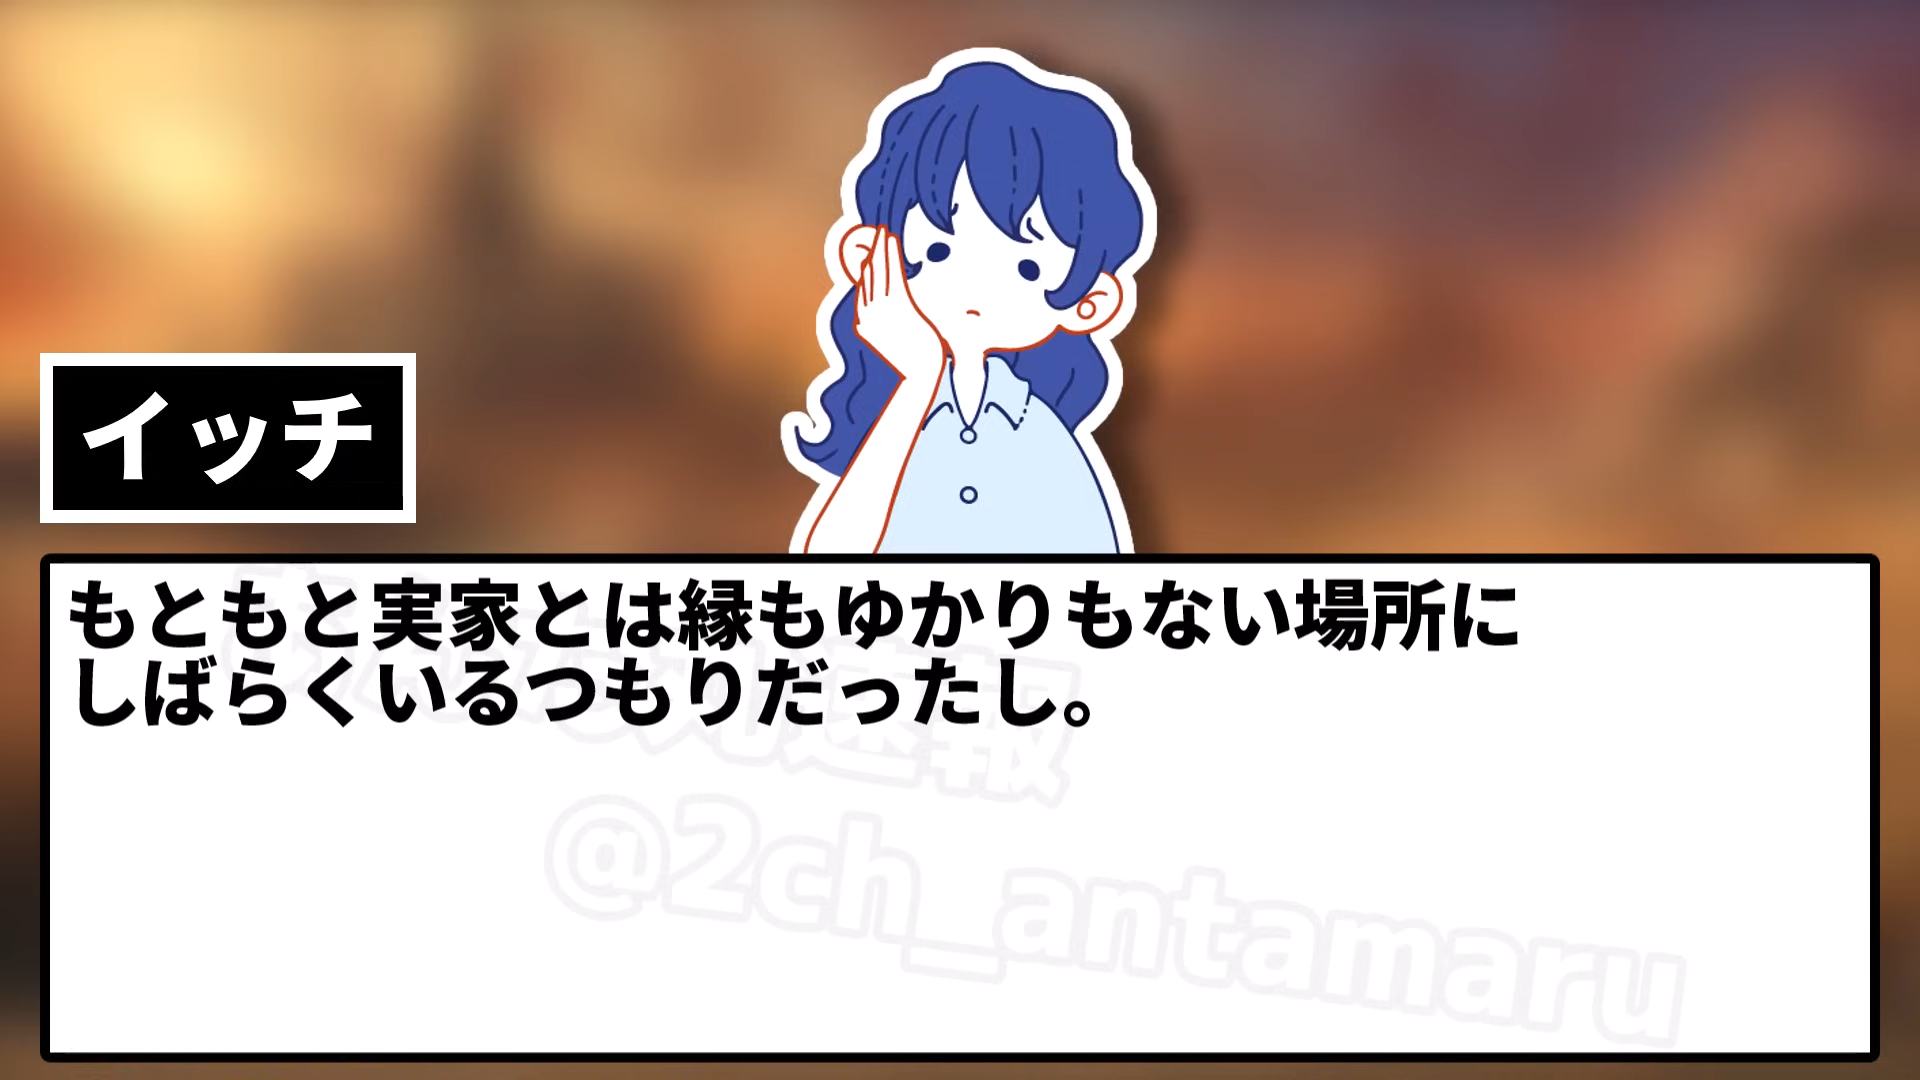 イッチ
もともと実家とは縁もゆかりもない場所に
しばらくいるつもりだったし。
@2ch_antamaru